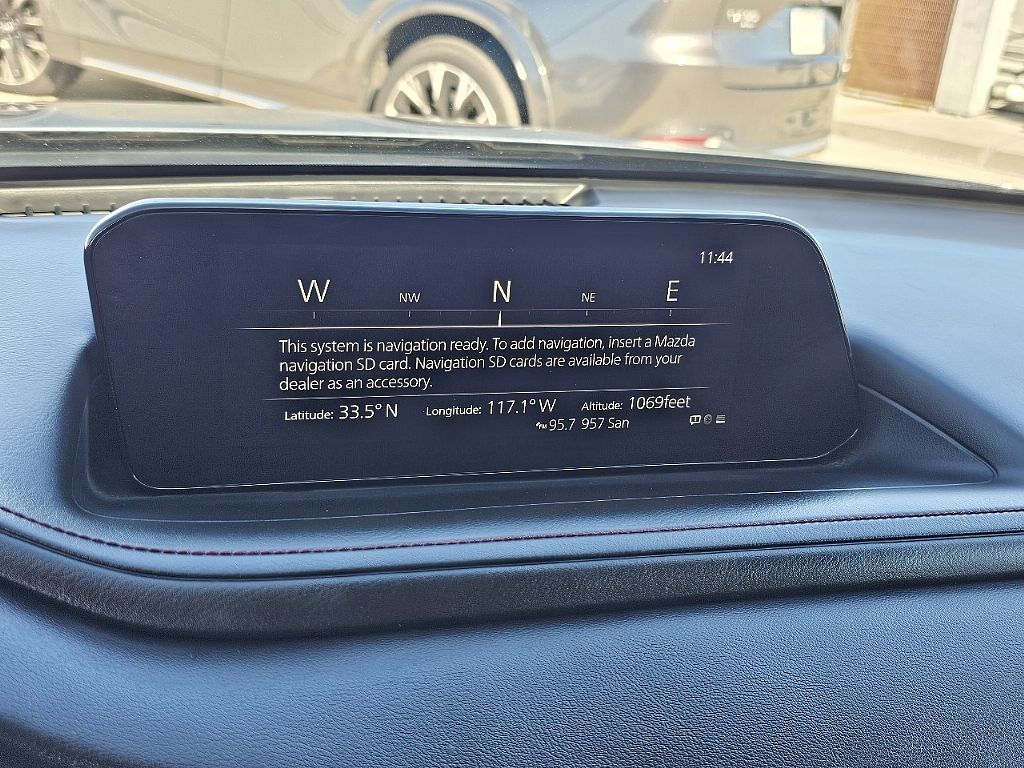 11:44
W NW N NE E
This system is navigation ready. To add navigation, insert a Mazda
navigation SD card. Navigation SD cards are available from your
dealer as an accessory.
Latitude: 33.5° N Longitude: 117.1° W Altitude: 1069feet
FM 95.7 957 San